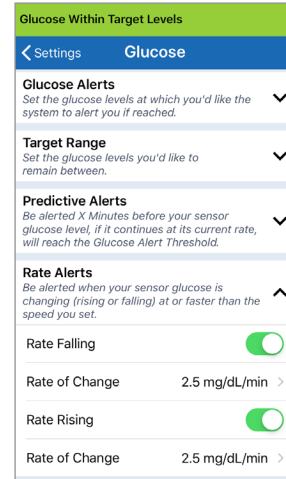 Glucose Within Target Levels
Settings
Glucose
Glucose Alerts
Set the glucose levels at which you'd like the
system to alert you if reached.
Target Range
Set the glucose levels you'd like to
remain between.
Predictive Alerts
Be alerted X Minutes before your sensor
glucose level, if it continues at its current rate,
will reach the Glucose Alert Threshold.
Rate Alerts
Be alerted when your sensor glucose is
changing (rising or falling) at or faster than the
speed you set.
Rate Falling
Rate of Change 2.5 mg/dL/min
Rate Rising
Rate of Change 2.5 mg/dL/min